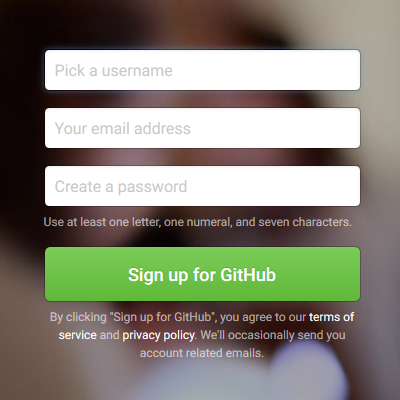 Pick a username
Your email address
Create a password
Use at least one letter, one numeral, and seven characters.
Sign up for GitHub
By clicking "Sign up for GitHub", you agree to our terms of
service and privacy policy. We'll occasionally send you
account related emails.